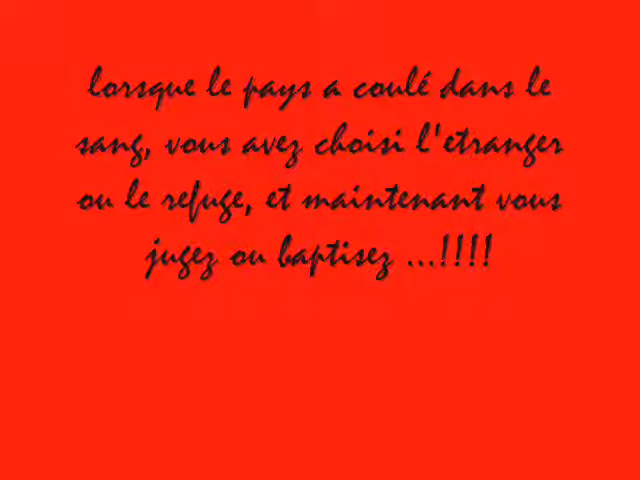 lorsque le pays a coulé dans le
sang, vous avez choisi l'etranger
ou le refuge, et maintenant vous
jugez ou baptisez ...!!!!